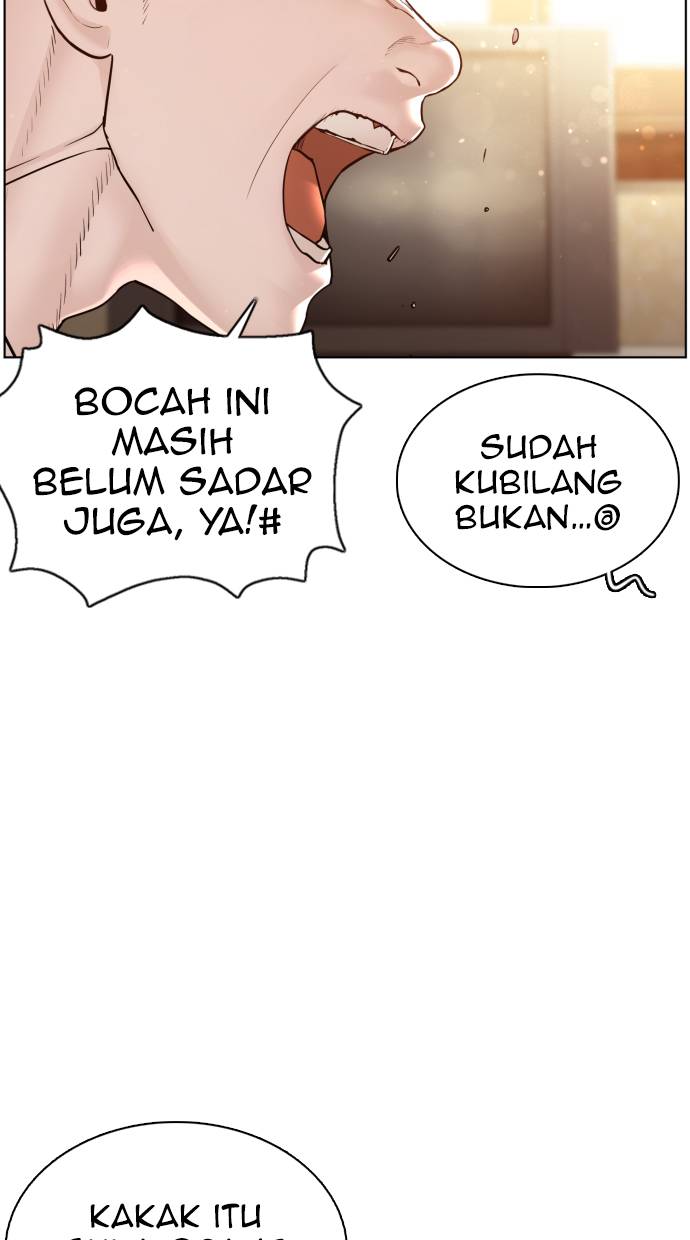 BOCAH INI
MASIH
BELUM SADAR
JUGA, YA!#
SUDAH
KUBILANG
BUKAN...@
KAKAK ITU